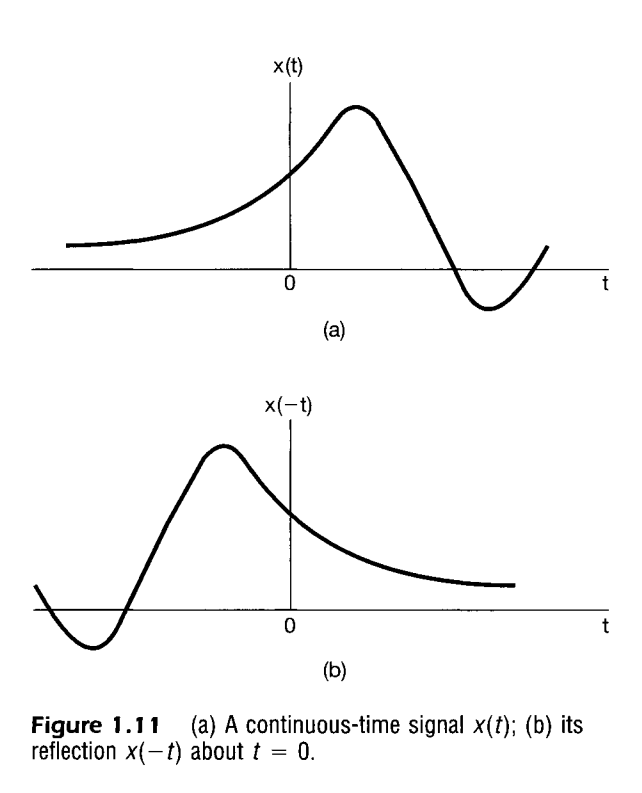 x(t)
0
t
(a)
x(−t)
0
t
(b)
Figure 1.11 (a) A continuous-time signal x(t); (b) its
reflection x(−t) about t = 0.